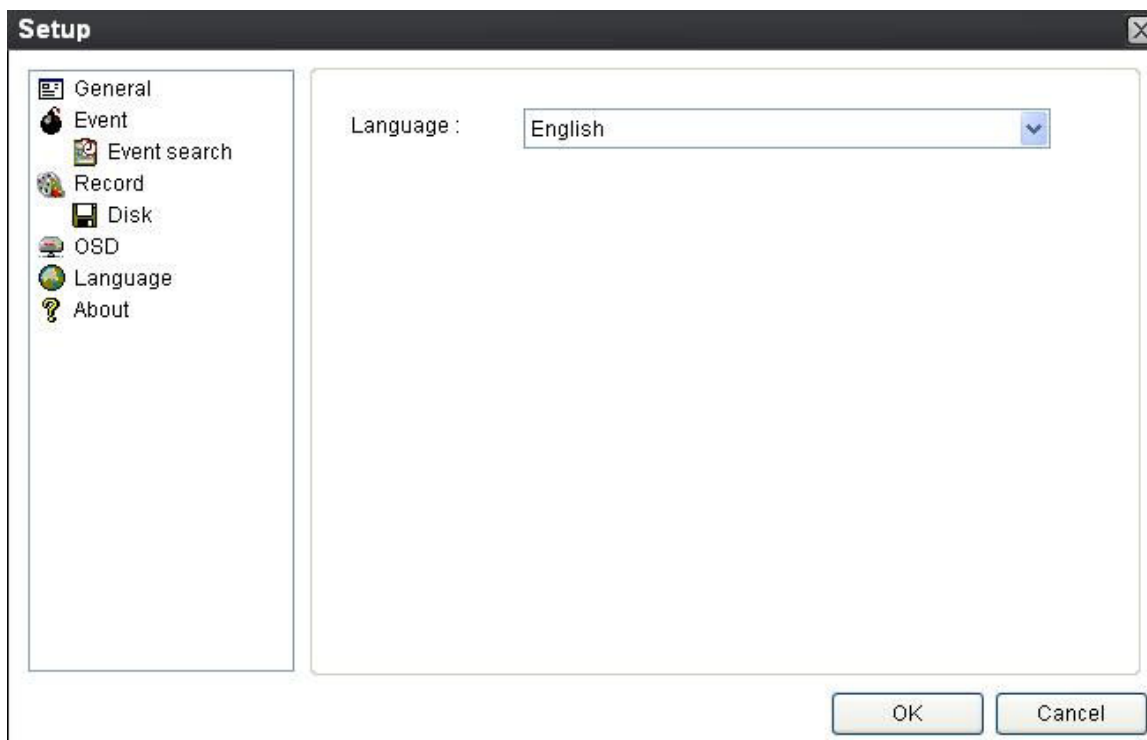 Setup
General
Event
Event search
Record
Disk
OSD
Language
About
Language :
English
OK
Cancel